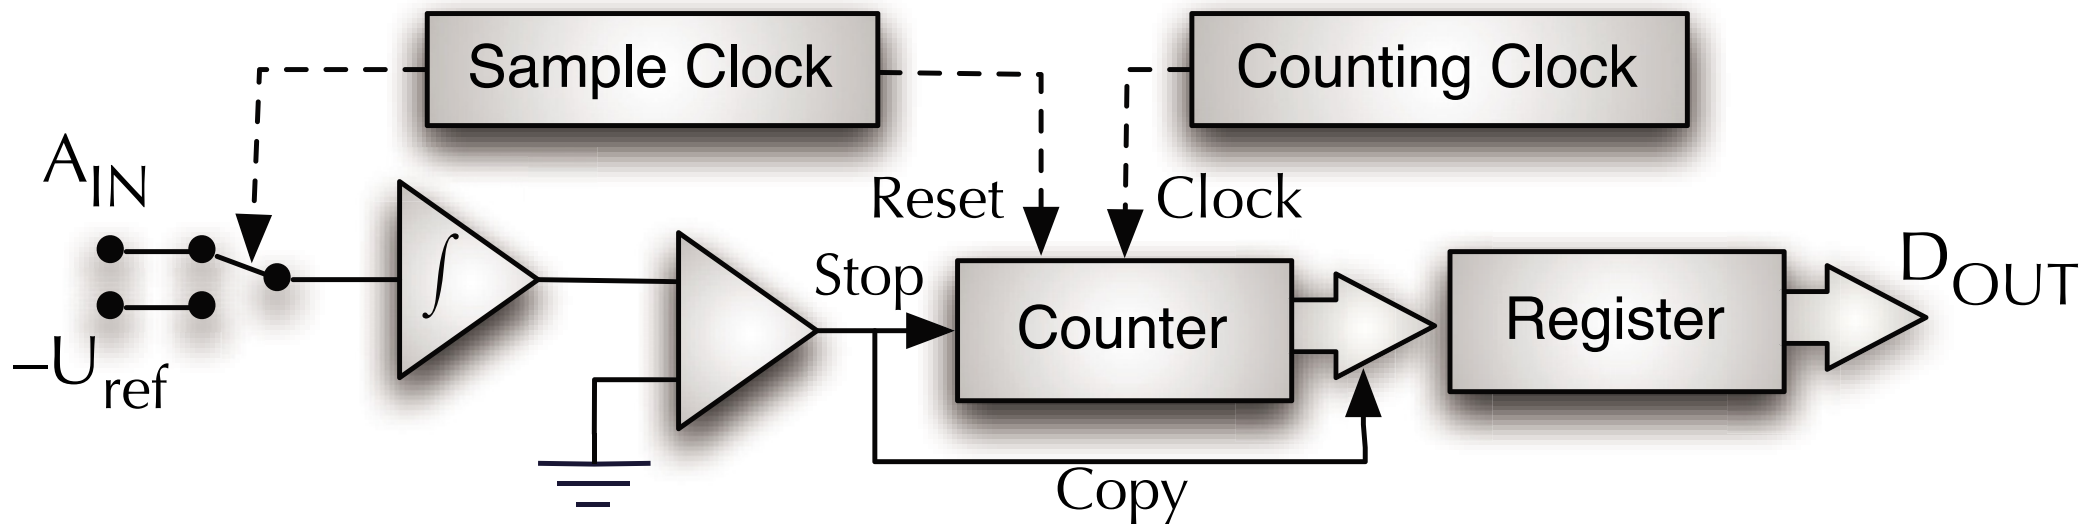 Sample Clock
Counting Clock
A_IN
Reset
Clock
D_OUT
Stop
∫
Counter
Register
–U_ref
Copy